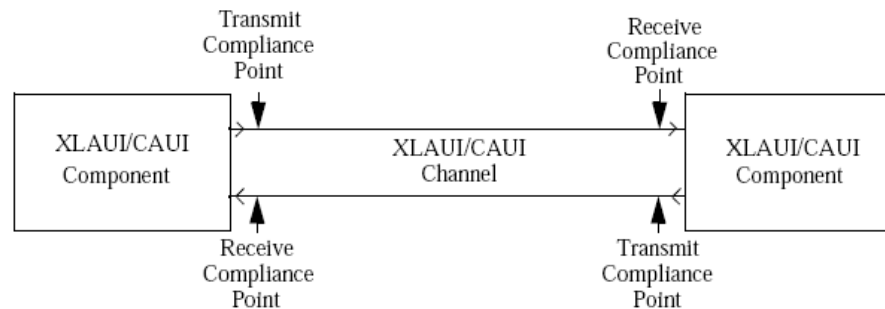 Transmit
Compliance
Point
Receive
Compliance
Point
XLAUI/CAUI
Component
XLAUI/CAUI
Channel
XLAUI/CAUI
Component
Receive
Compliance
Point
Transmit
Compliance
Point